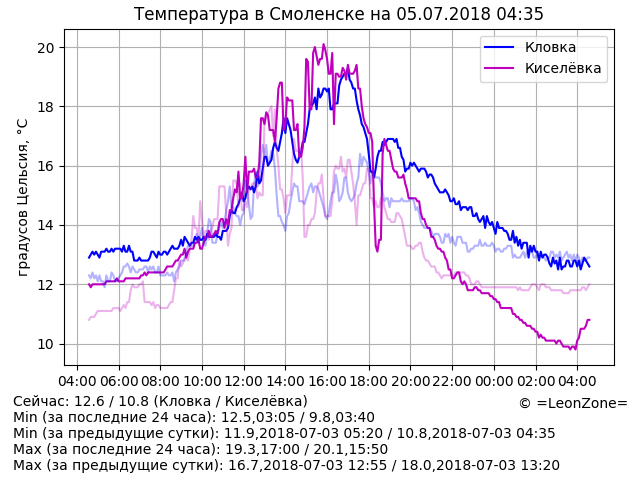 Температура в Смоленске на 05.07.2018 04:35
градусов Цельсия, °C
20
18
16
14
12
10
Кловка
Киселёвка
04:00 06:00 08:00 10:00 12:00 14:00 16:00 18:00 20:00 22:00 00:00 02:00 04:00
Сейчас: 12.6 / 10.8 (Кловка / Киселёвка)
© =LeonZone=
Min (за последние 24 часа): 12.5,03:05 / 9.8,03:40
Min (за предыдущие сутки): 11.9,2018-07-03 05:20 / 10.8,2018-07-03 04:35
Max (за последние 24 часа): 19.3,17:00 / 20.1,15:50
Max (за предыдущие сутки): 16.7,2018-07-03 12:55 / 18.0,2018-07-03 13:20